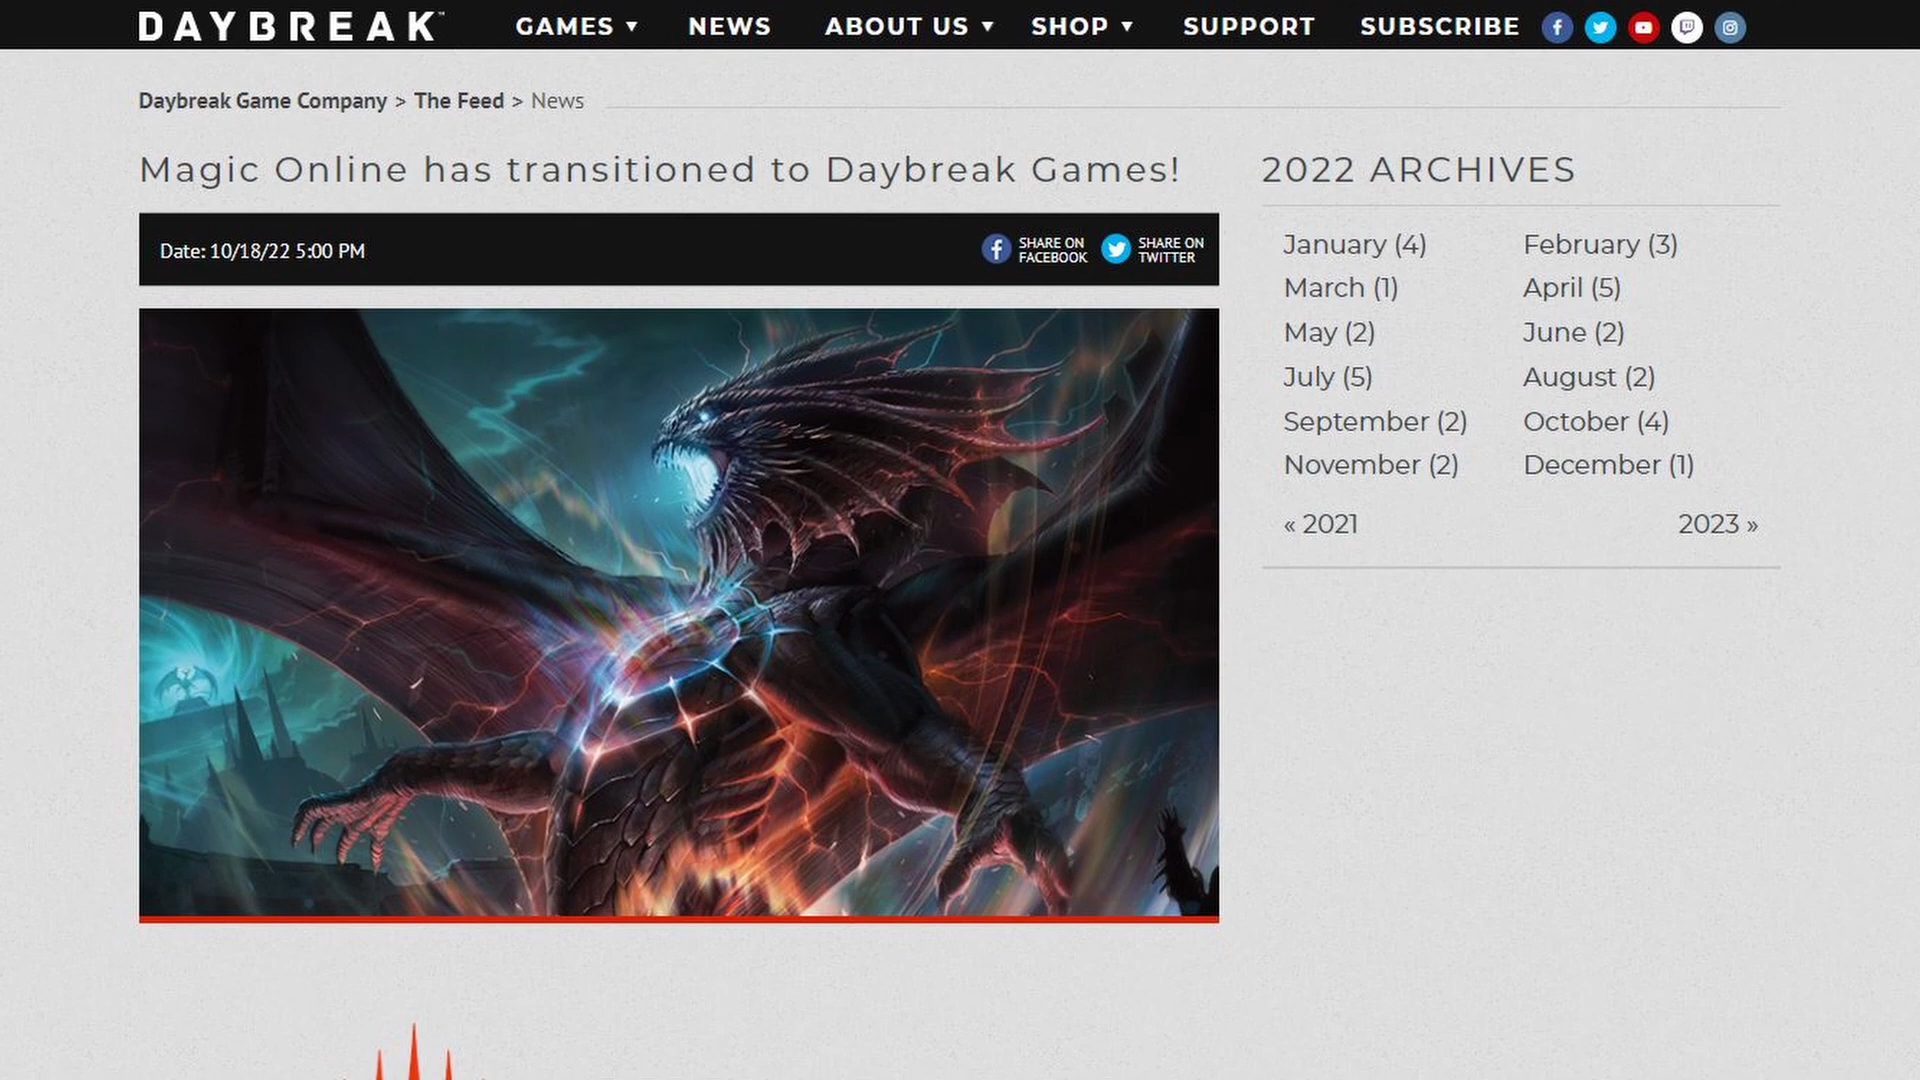 DAYBREAK™ GAMES ▼ NEWS ABOUT US ▼ SHOP ▼ SUPPORT SUBSCRIBE
Daybreak Game Company > The Feed > News
Magic Online has transitioned to Daybreak Games!
Date: 10/18/22 5:00 PM
SHARE ON
FACEBOOK
SHARE ON
TWITTER
2022 ARCHIVES
January (4) February (3)
March (1) April (5)
May (2) June (2)
July (5) August (2)
September (2) October (4)
November (2) December (1)
« 2021 2023 »